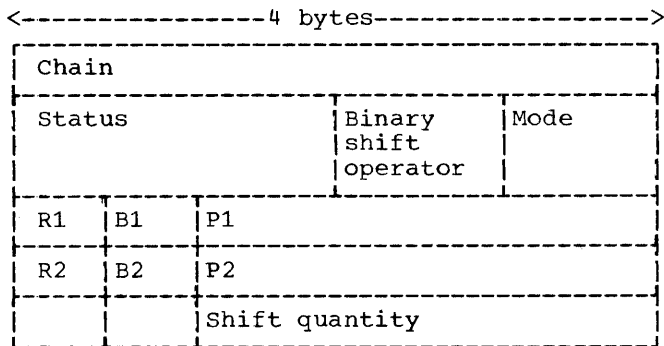 <------------------4 bytes------------------>
Chain
Status Binary Mode
shift
operator
R1 B1 P1
R2 B2 P2
Shift quantity